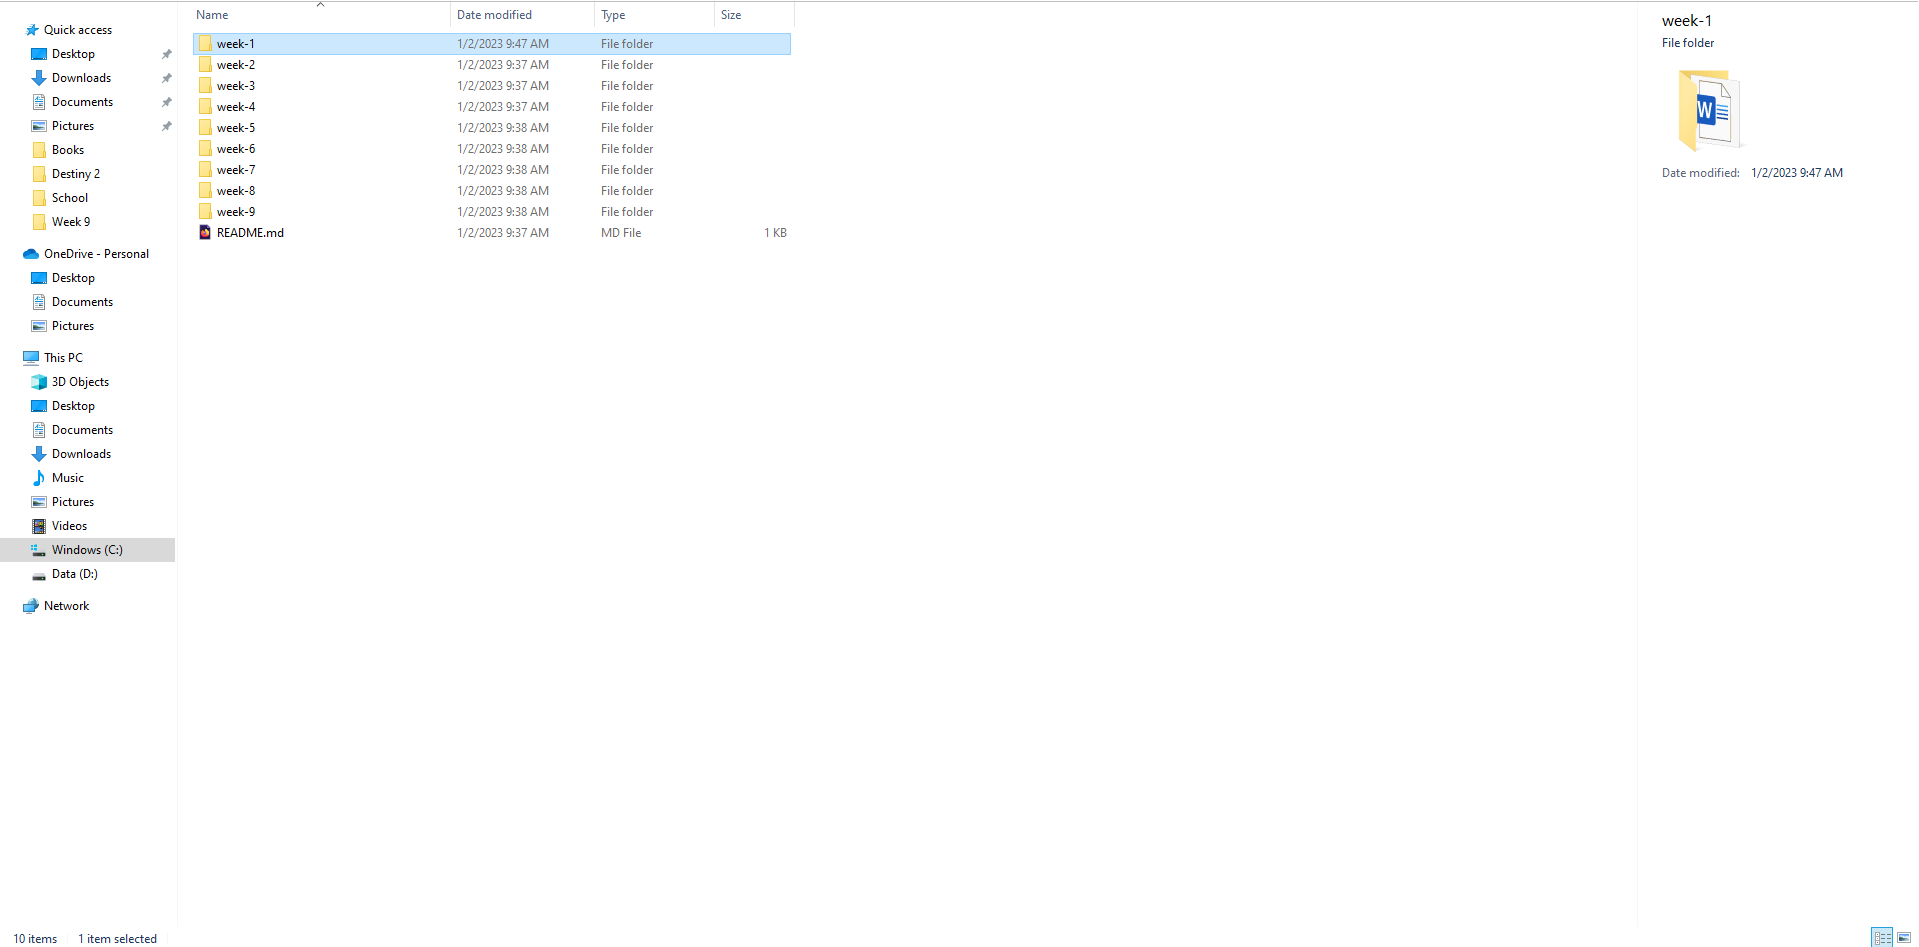 Quick access
Desktop
Downloads
Documents
Pictures
Books
Destiny 2
School
Week 9
OneDrive - Personal
Desktop
Documents
Pictures
This PC
3D Objects
Desktop
Documents
Downloads
Music
Pictures
Videos
Windows (C:)
Data (D:)
Network
Name Date modified Type Size
week-1 1/2/2023 9:47 AM File folder
week-2 1/2/2023 9:37 AM File folder
week-3 1/2/2023 9:37 AM File folder
week-4 1/2/2023 9:37 AM File folder
week-5 1/2/2023 9:38 AM File folder
week-6 1/2/2023 9:38 AM File folder
week-7 1/2/2023 9:38 AM File folder
week-8 1/2/2023 9:38 AM File folder
week-9 1/2/2023 9:38 AM File folder
README.md 1/2/2023 9:37 AM MD File 1 KB
week-1
File folder
W
Date modified: 1/2/2023 9:47 AM
10 items 1 item selected